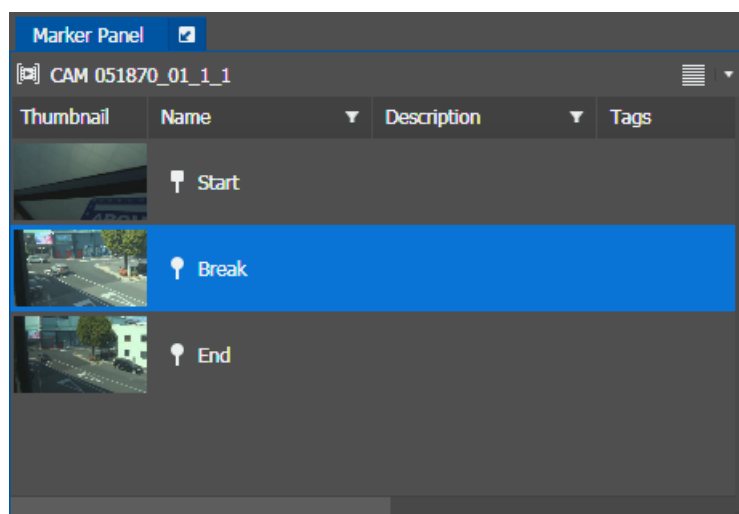 Marker Panel
CAM 051870_01_1_1
Thumbnail Name Description Tags
Start
Break
End